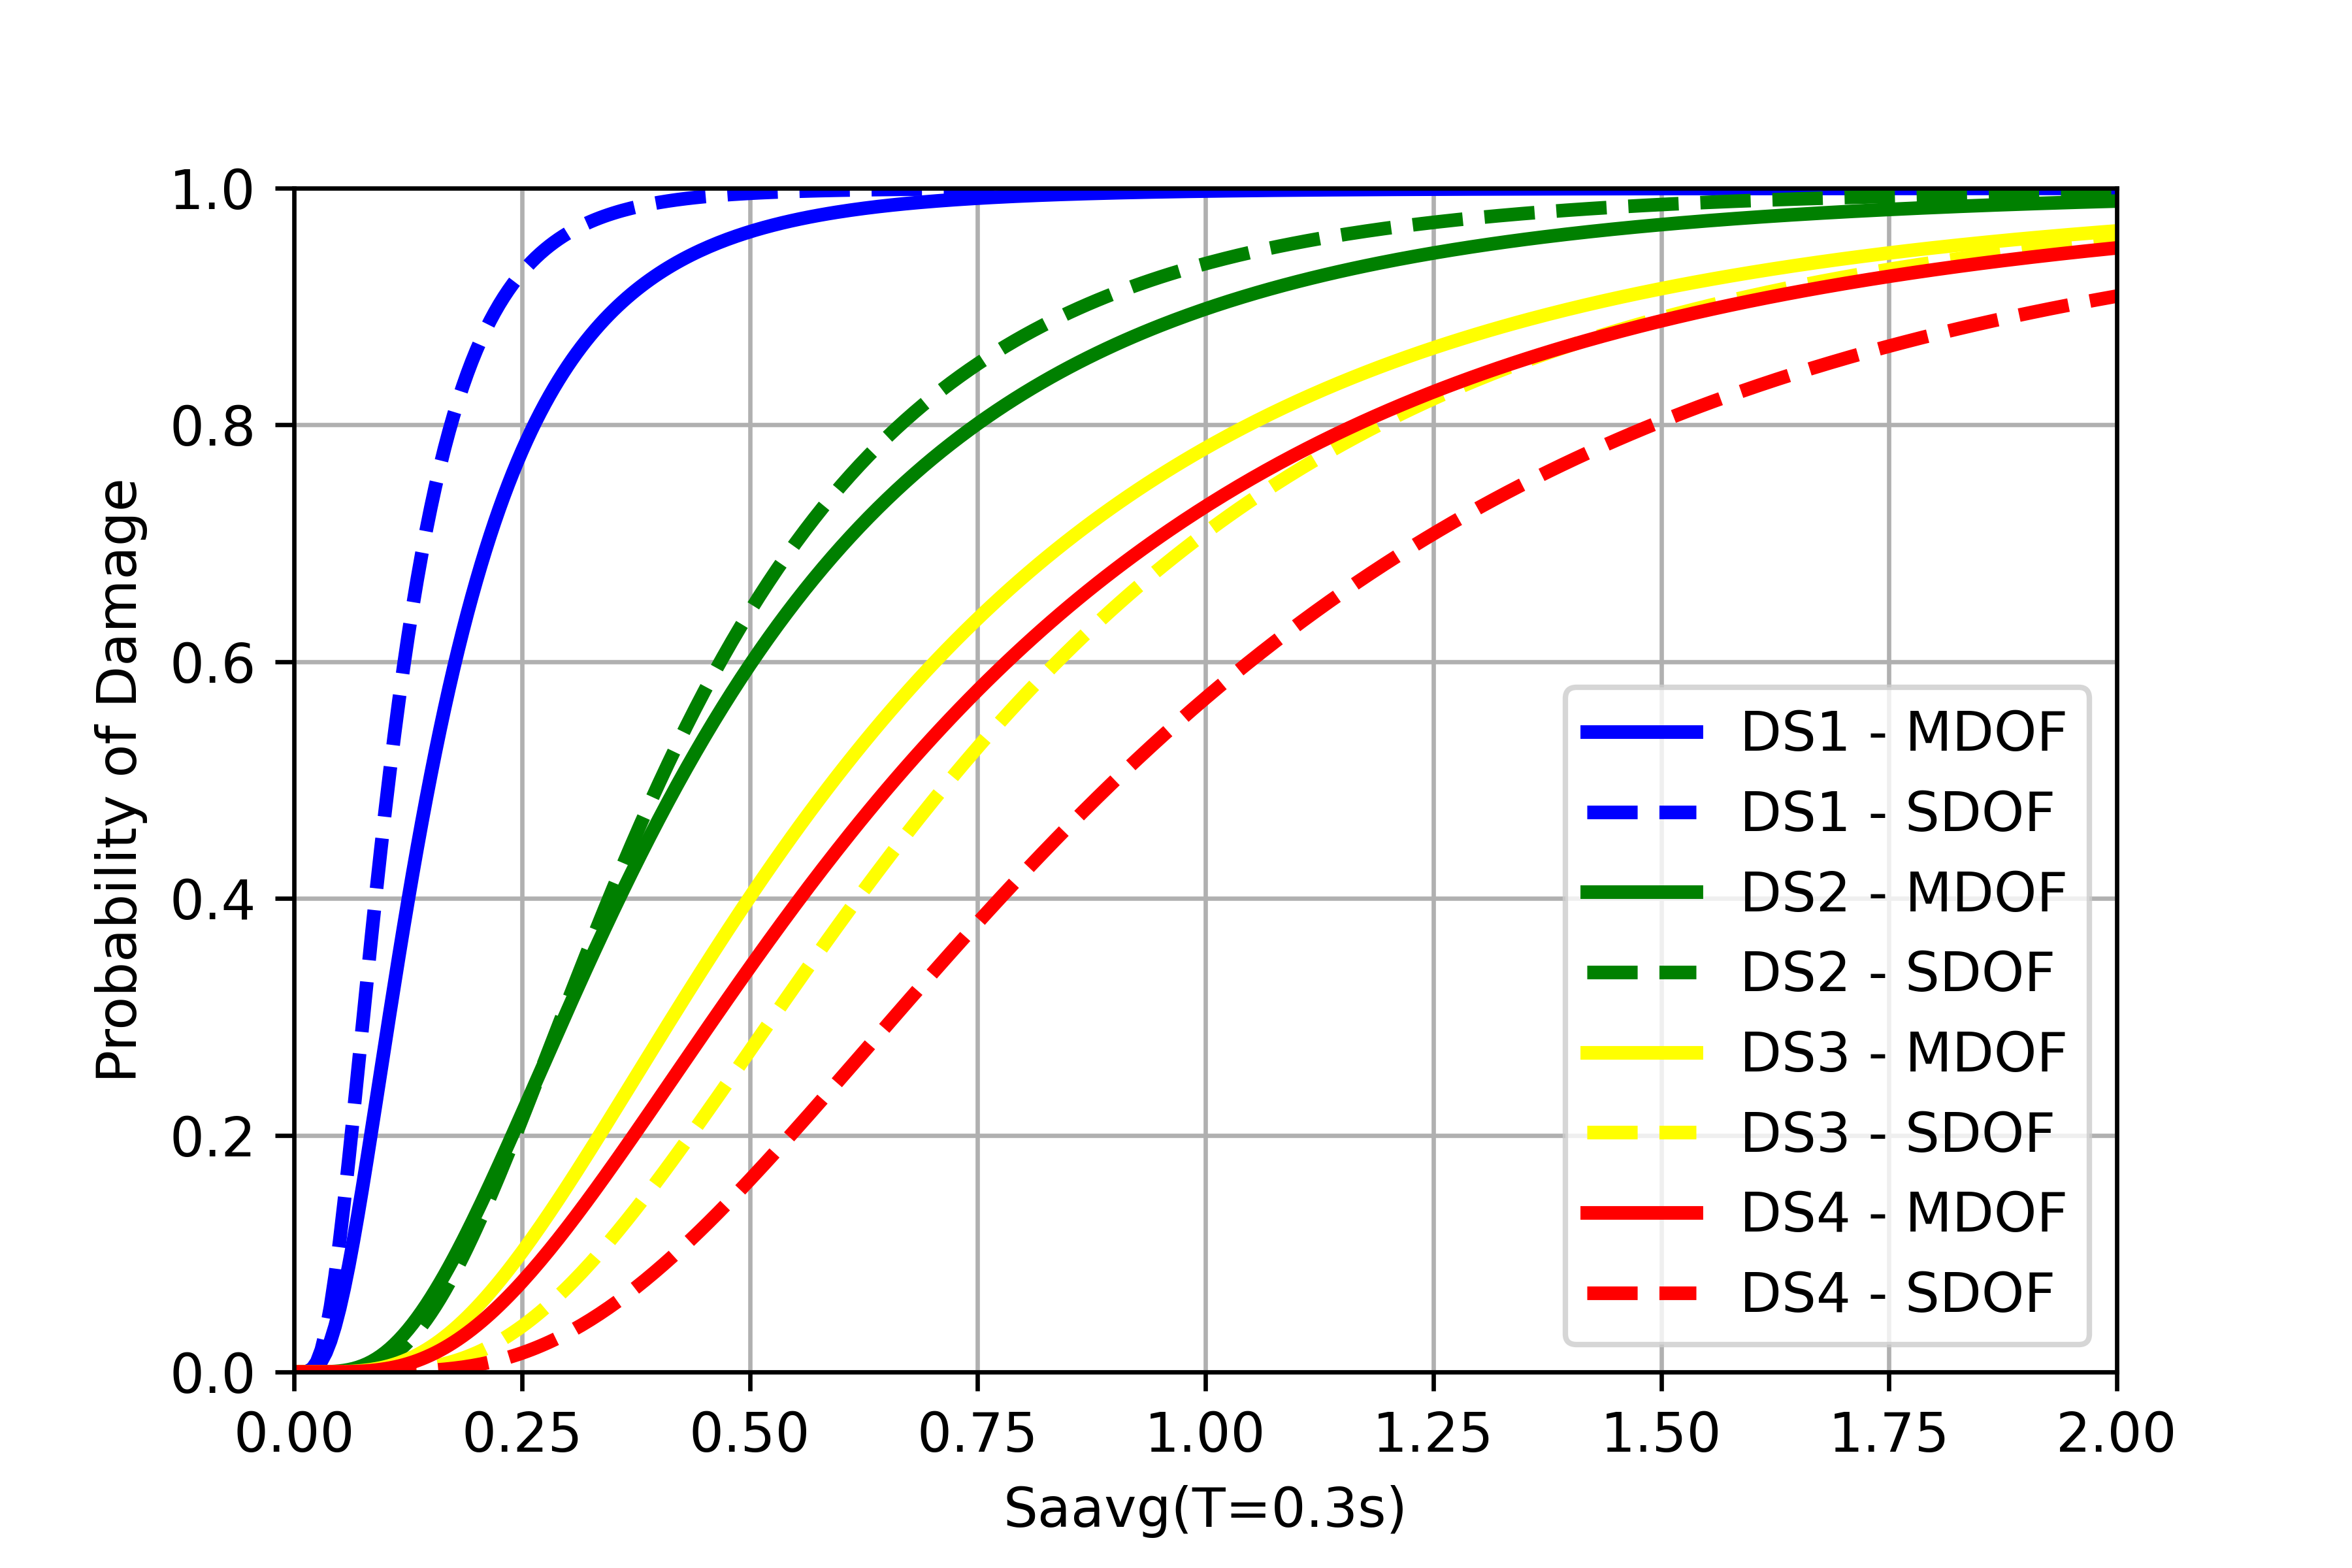 1.0
0.8
0.6
0.4
0.2
0.0
Probability of Damage
0.00 0.25 0.50 0.75 1.00 1.25 1.50 1.75 2.00
Saavg(T=0.3s)
DS1 - MDOF
DS1 - SDOF
DS2 - MDOF
DS2 - SDOF
DS3 - MDOF
DS3 - SDOF
DS4 - MDOF
DS4 - SDOF